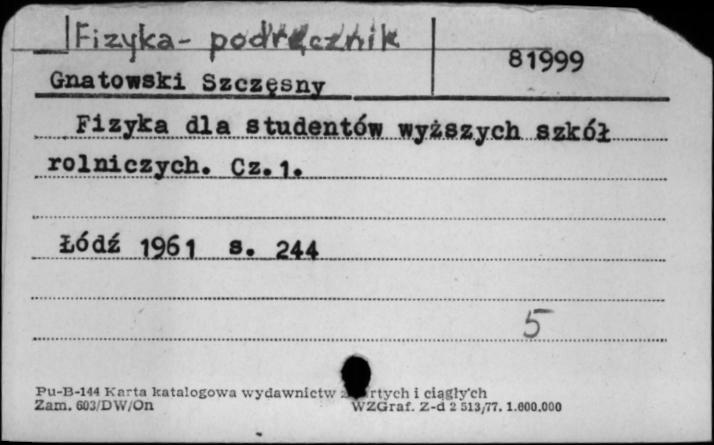 Fizyka - podręcznik
81999
Gnatowski Szczęsny
Fizyka dla studentów wyższych szkół
rolniczych. Cz.1.
Łódź 1961 s. 244
5
Pu-B-144 Karta katalogowa wydawnictw i ciągłych
Zam. 603/DW/On WZGraf. Z-d 2 513/77. 1.600.000